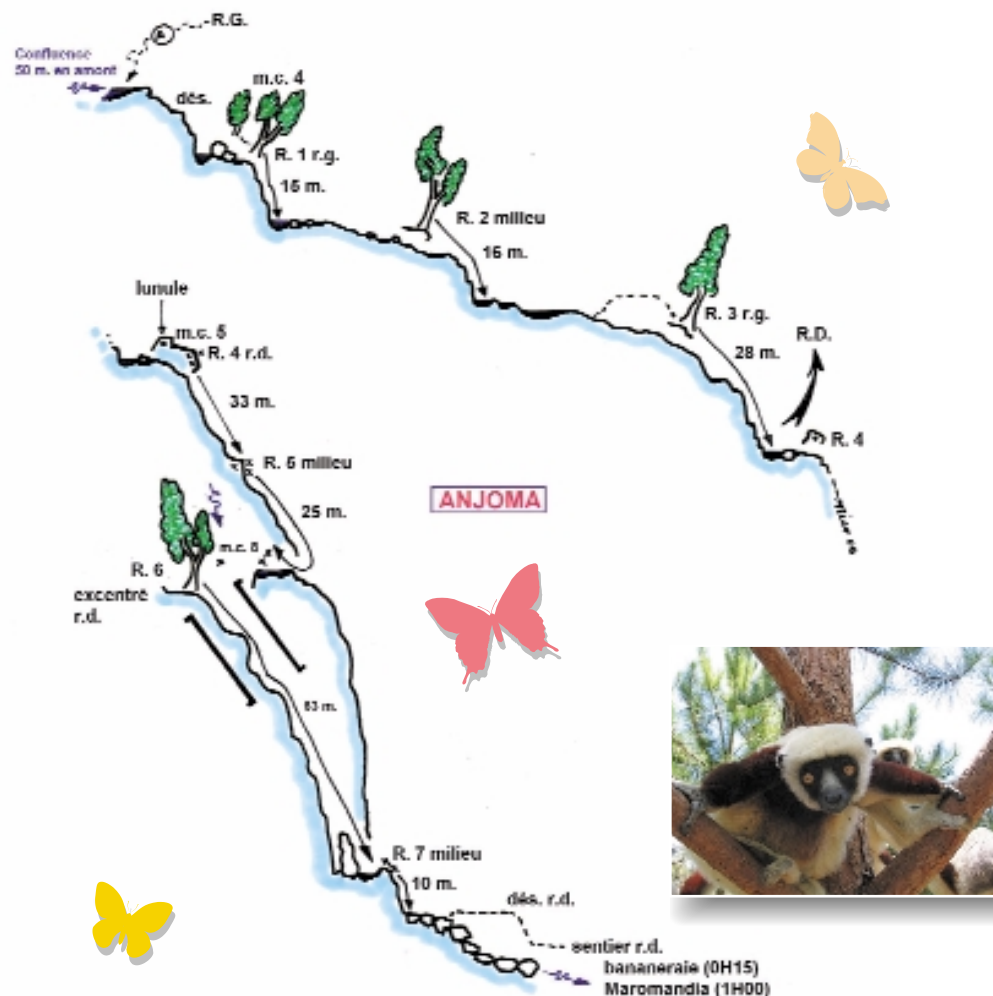 R.G.
Confluence
50 m. en amont
dés.
m.c. 4
R. 1 r.g.
15 m.
R. 2 milieu
16 m.
R. 3 r.g.
28 m.
R.D.
R. 4
lunule
m.c. 5
R. 4 r.d.
33 m.
R. 5 milieu
25 m.
ANJOMA
m.c. 8
R. 6
excentré
r.d.
63 m.
R. 7 milieu
10 m.
dés. r.d.
sentier r.d.
bananeraie (0H15)
Maromandia (1H00)